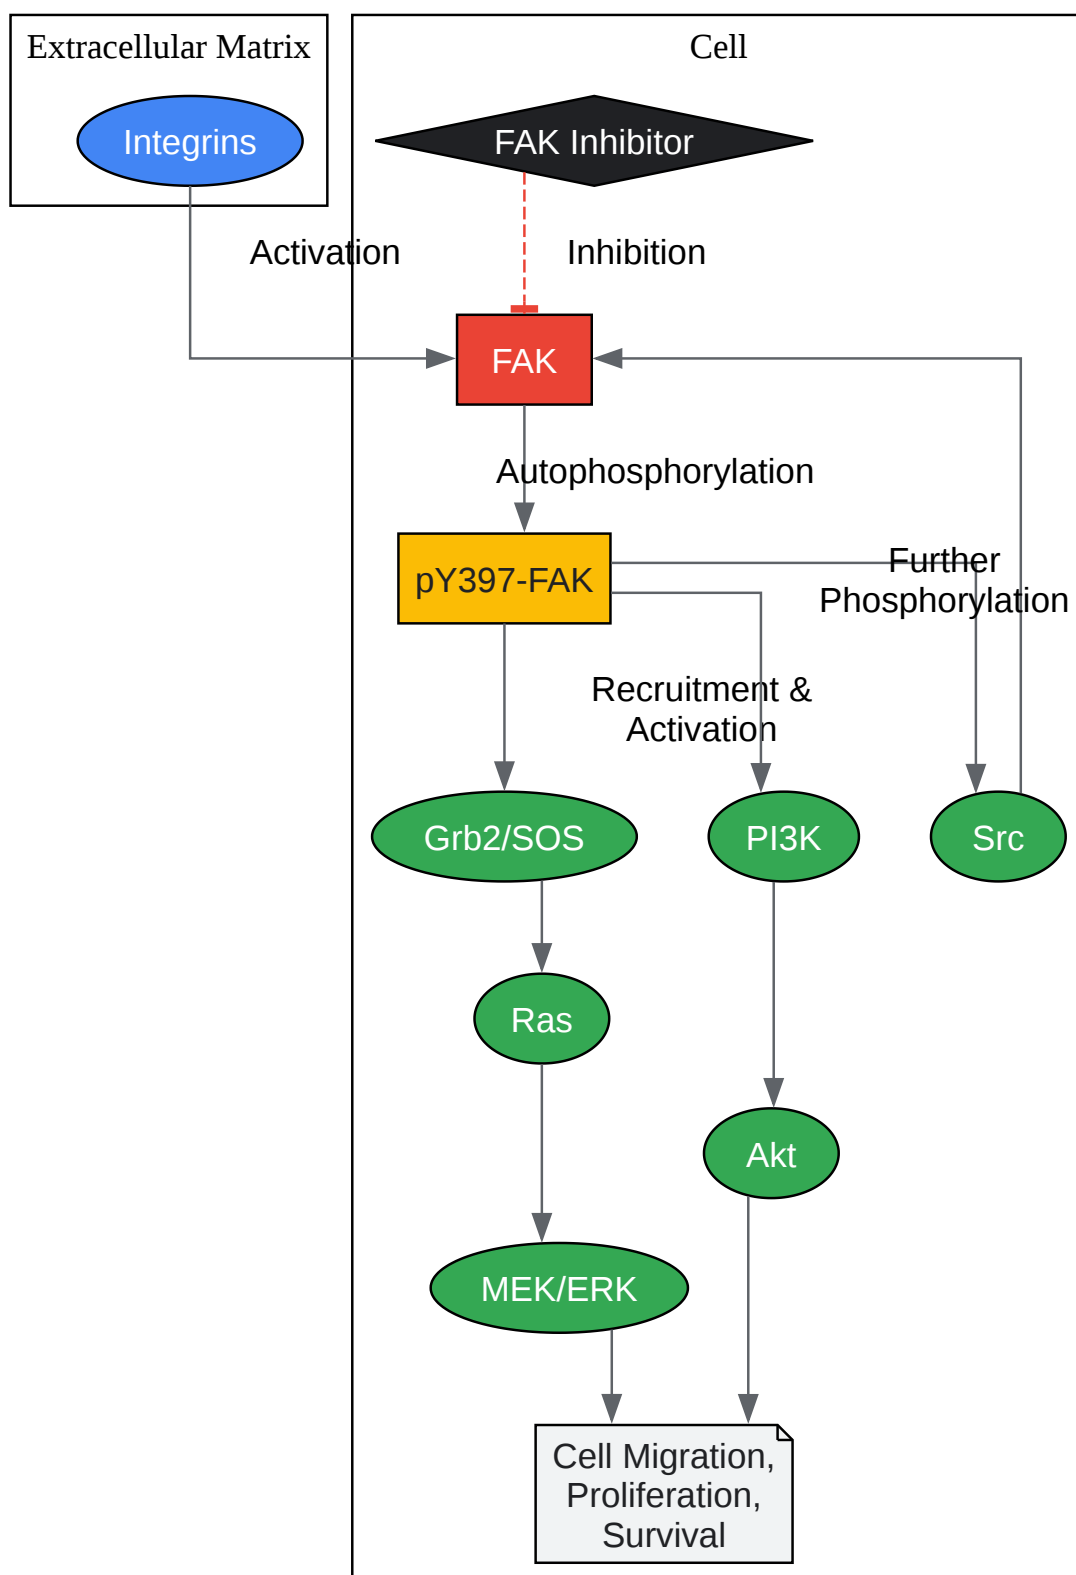 Extracellular Matrix
Cell
Integrins
FAK Inhibitor
Activation
Inhibition
FAK
Autophosphorylation
pY397-FAK
Further
Phosphorylation
Recruitment &
Activation
Grb2/SOS
PI3K
Src
Ras
Akt
MEK/ERK
Cell Migration,
Proliferation,
Survival